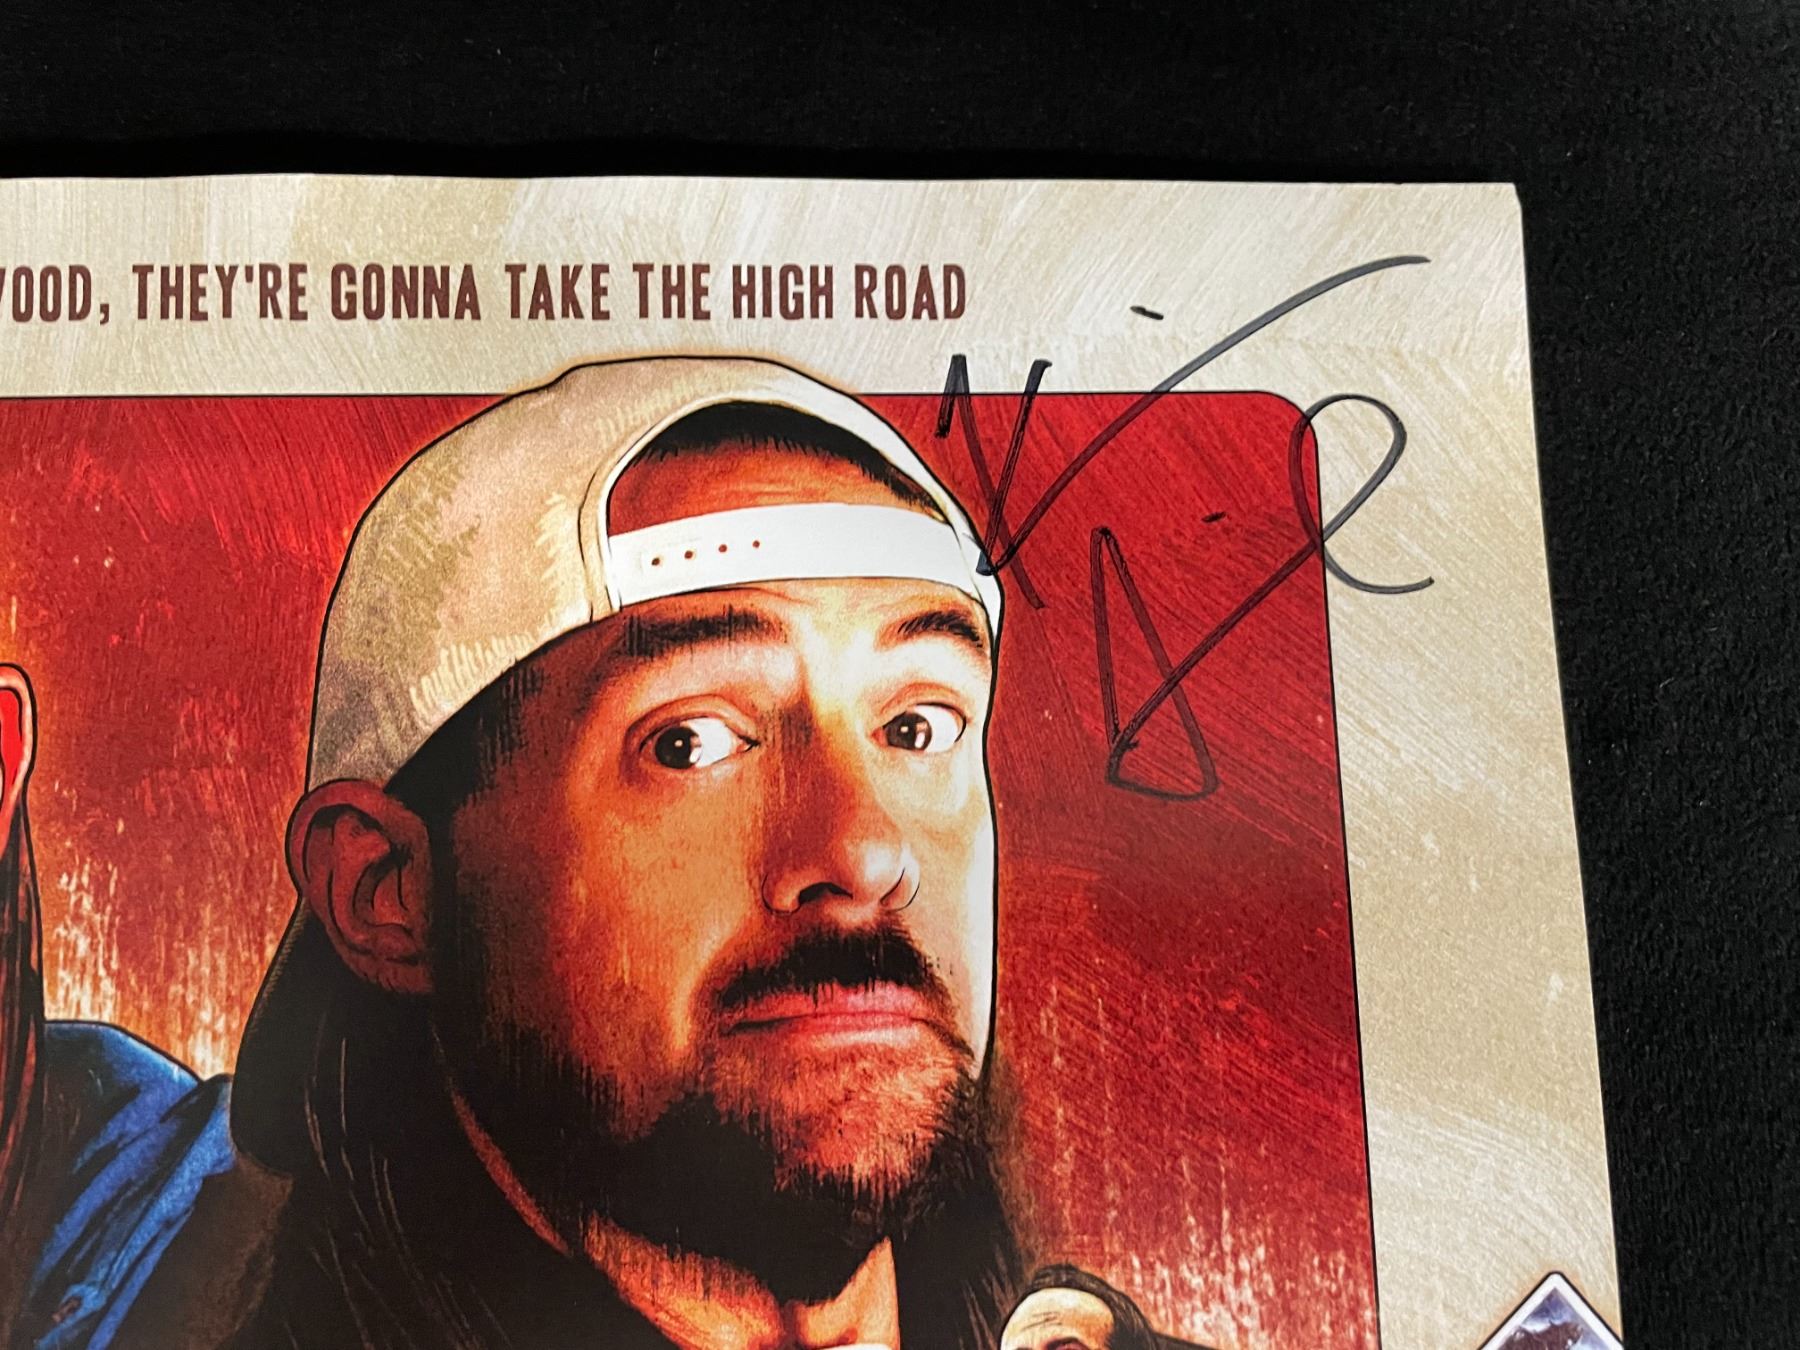 OOD, THEY'RE GONNA TAKE THE HIGH ROAD